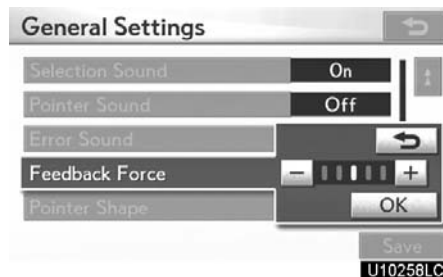 General Settings
Selection Sound On
Pointer Sound Off
Error Sound
Feedback Force - +
Pointer Shape OK
Save
U10258LC